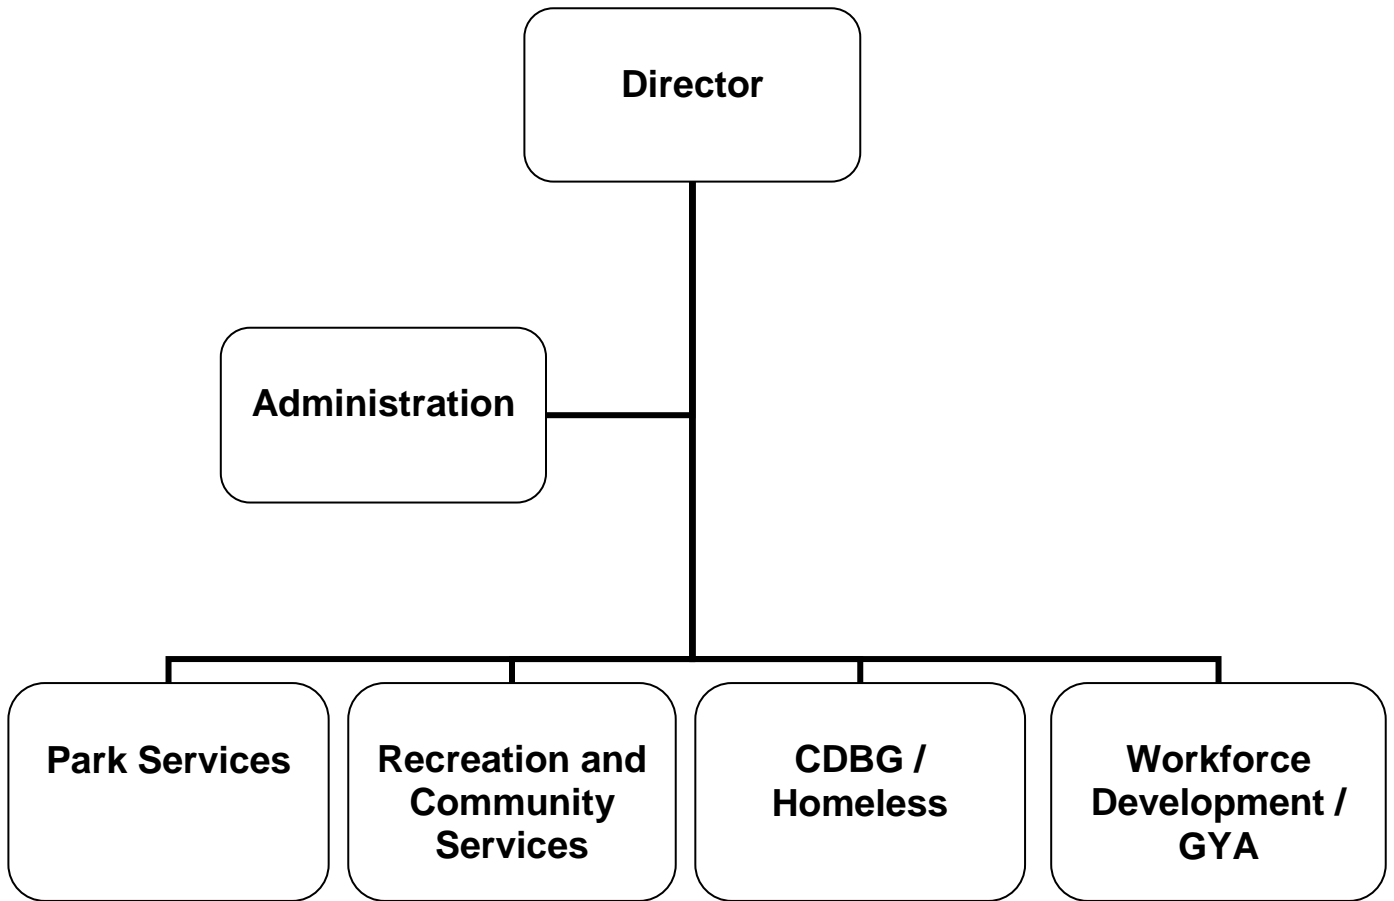 Director
Administration
Park Services
Recreation and
Community
Services
CDBG /
Homeless
Workforce
Development /
GYA